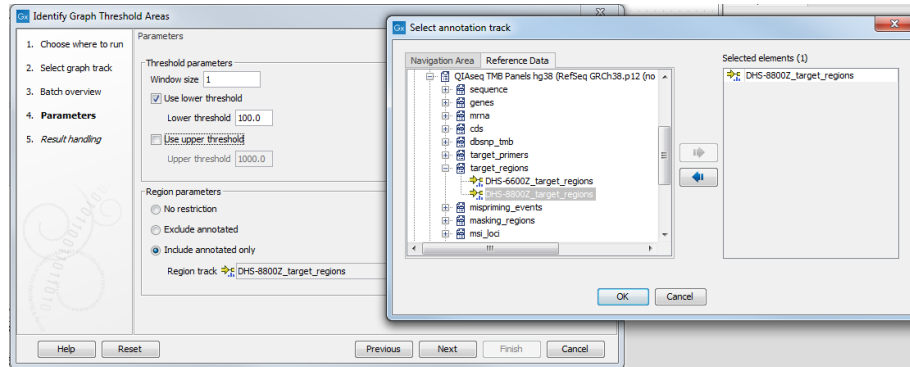 Gx Identify Graph Threshold Areas
1. Choose where to run
2. Select graph track
3. Batch overview
4. Parameters
5. Result handling
Parameters
Threshold parameters
Window size 1
Use lower threshold
Lower threshold 100.0
Use upper threshold
Upper threshold 1000.0
Region parameters
No restriction
Exclude annotated
Include annotated only
Region track DHS-8800Z_target_regions
Help Reset Previous Next Finish Cancel
Gx Select annotation track
Navigation Area Reference Data
QIAseq TMB Panels hg38 (RefSeq GRCh38.p12 (no
sequence
genes
mrna
cds
dbsnp_tmb
target_primers
target_regions
DHS-6600Z_target_regions
DHS-8800Z_target_regions
mispriming_events
masking_regions
msi_loci
Selected elements (1)
DHS-8800Z_target_regions
OK Cancel